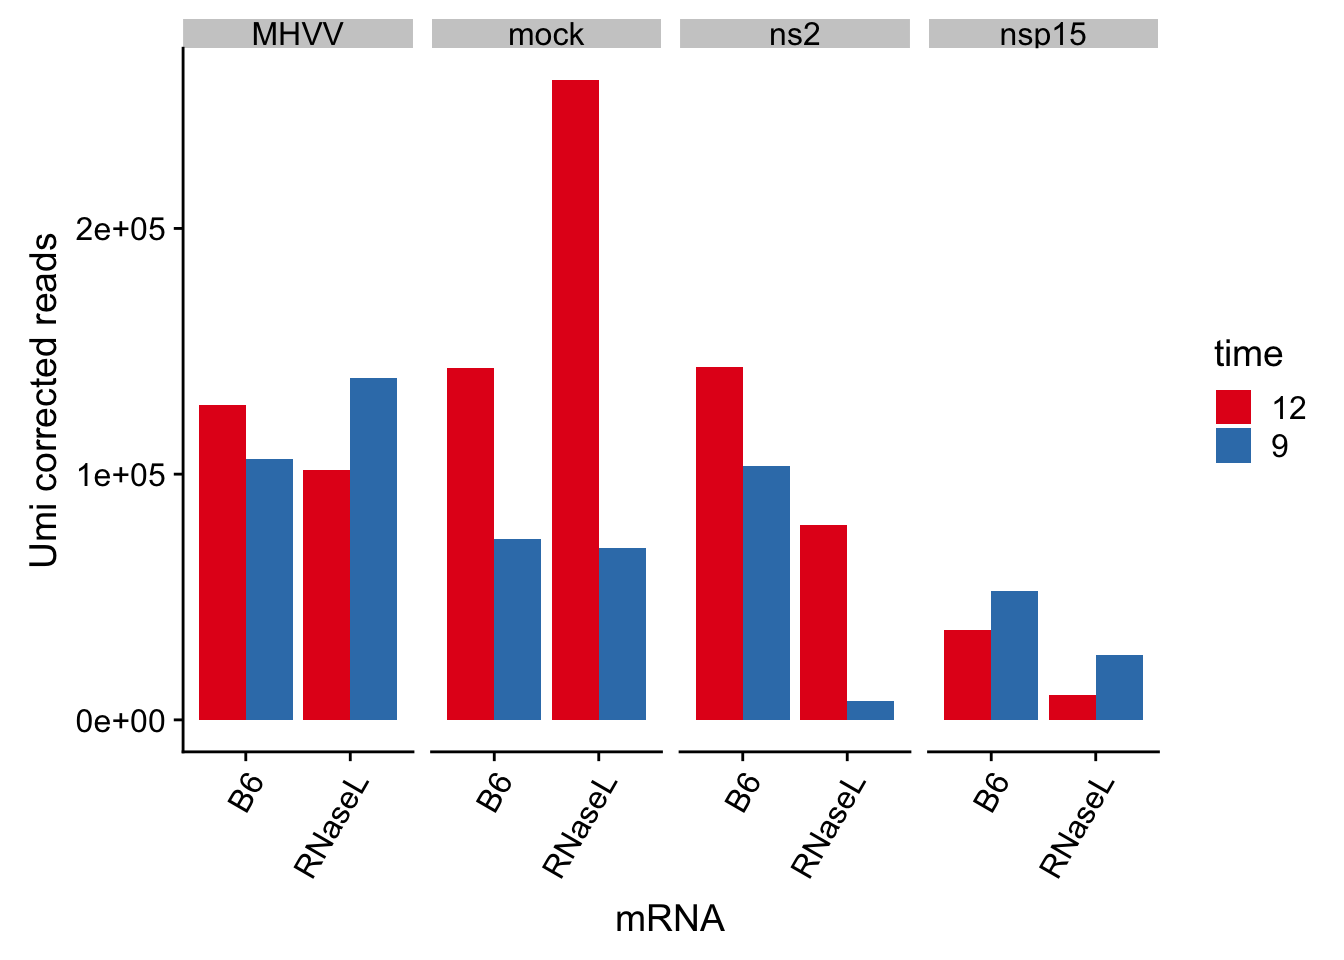 MHVV mock ns2 nsp15
Umi corrected reads
2e+05
1e+05
0e+00
B6 RNaseL B6 RNaseL B6 RNaseL B6 RNaseL
mRNA
time
12
9